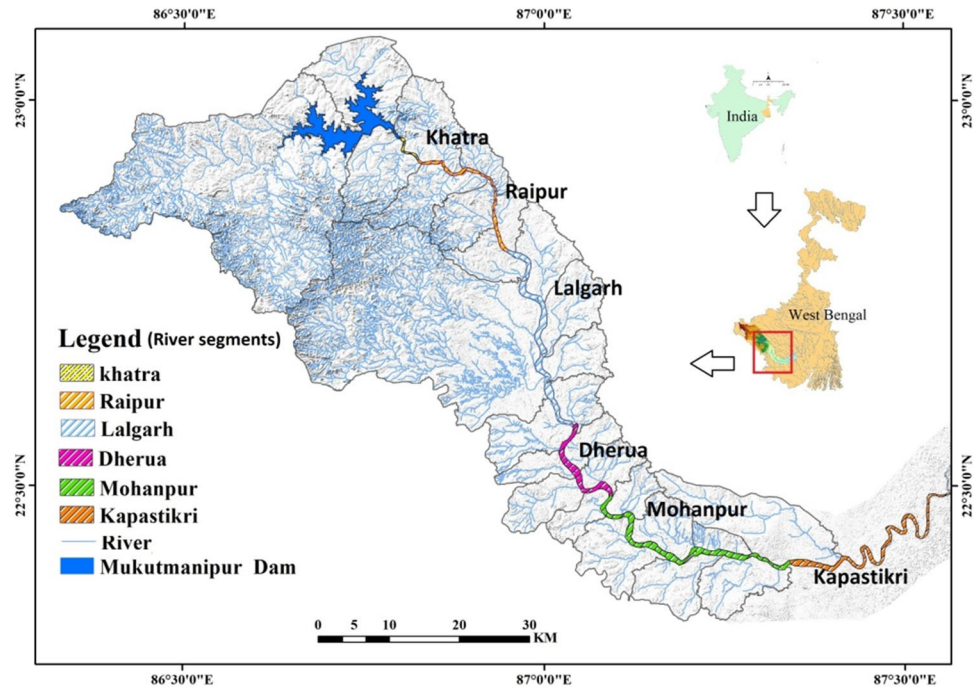 86°30'0"E 87°0'0"E 87°30'0"E
23°0'0"N
23°0'0"N
India
Khatra
Raipur
West Bengal
Lalgarh
Legend (River segments)
khatra
Raipur
Lalgarh
Dherua
Mohanpur
Kapastikri
River
Mukutmanipur Dam
Dherua
22°30'0"N
22°30'0"N
Mohanpur
Kapastikri
0 5 10 20 30
KM
86°30'0"E 87°0'0"E 87°30'0"E